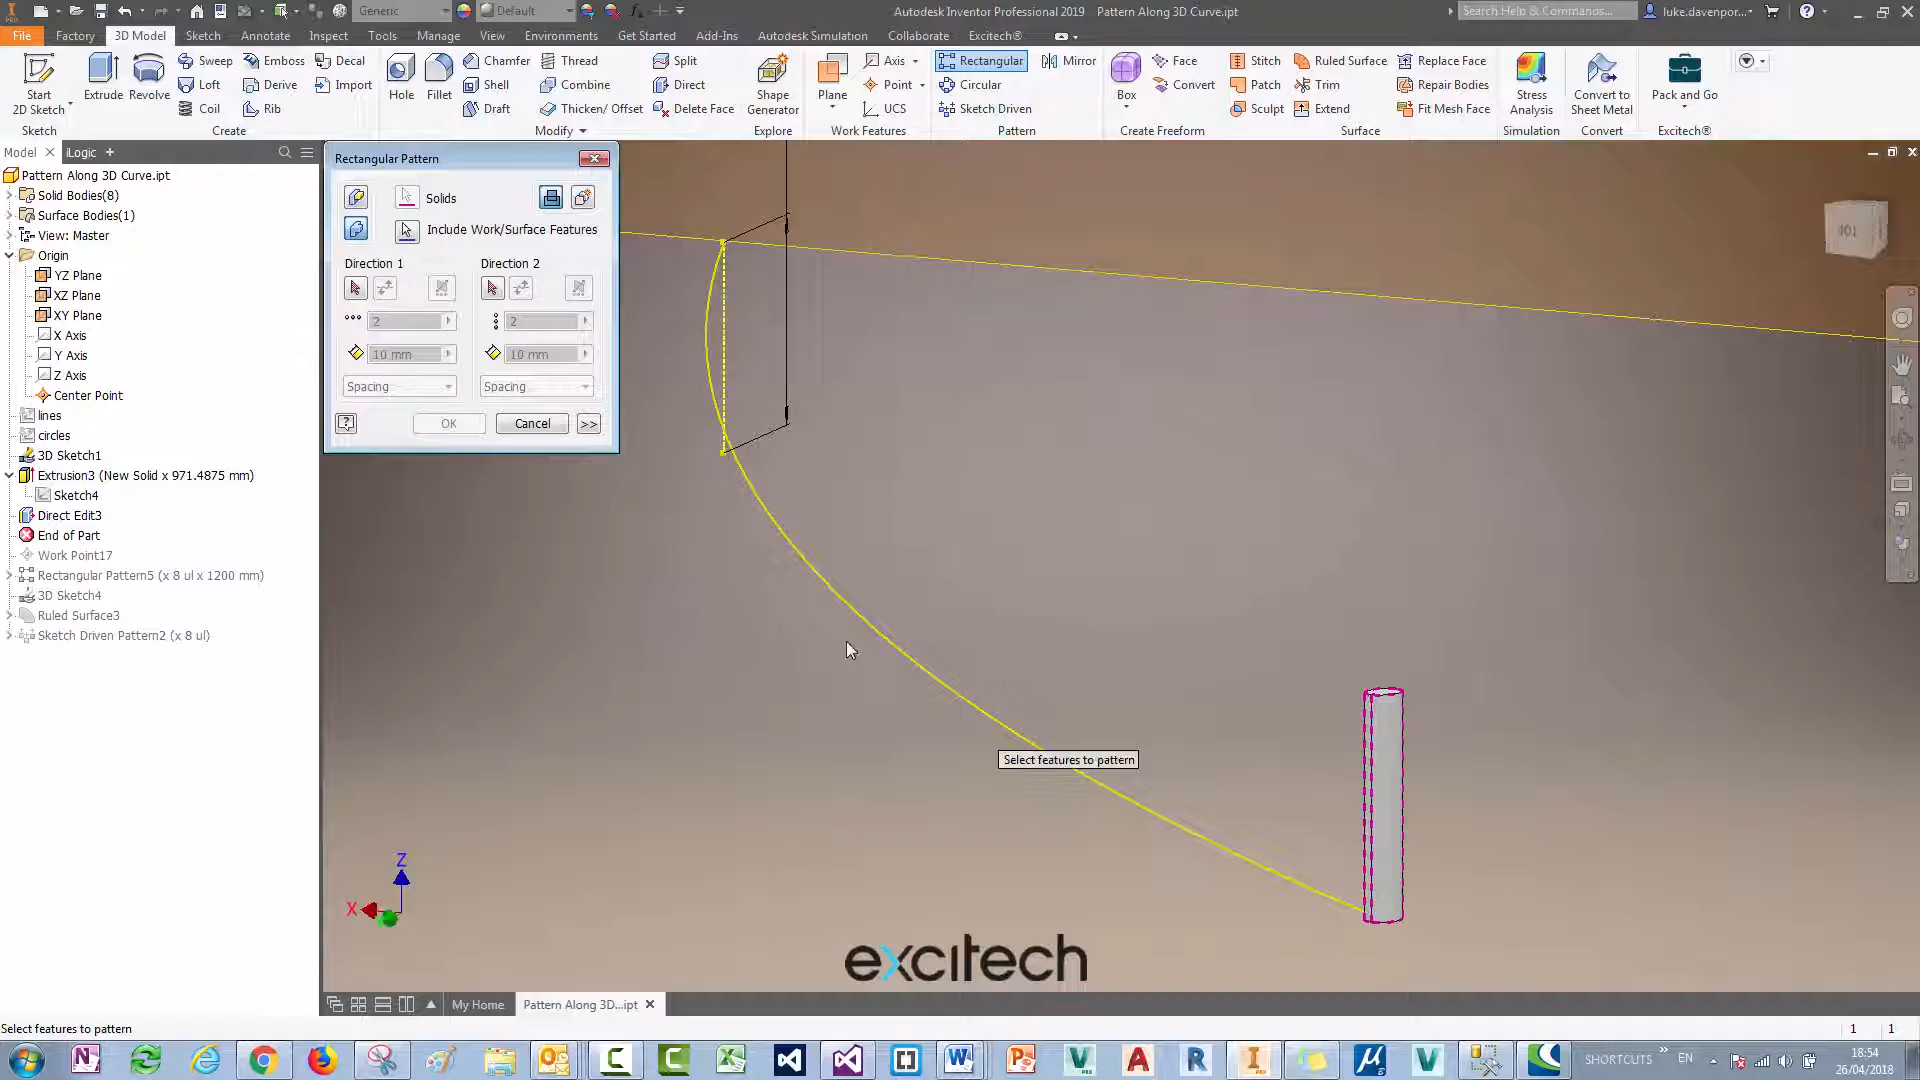 Generic
Default
Autodesk Inventor Professional 2019 Pattern Along 3D Curve.ipt
Search Help & Commands...
luke.davenpor...
File Factory 3D Model Sketch Annotate Inspect Tools Manage View Environments Get Started Add-Ins Autodesk Simulation Collaborate Excitech®
Start 2D Sketch
Extrude
Revolve
Sweep Emboss Decal
Loft Derive Import
Coil Rib
Hole
Fillet
Chamfer Thread Split
Shell Combine Direct
Draft Thicken/ Offset Delete Face
Shape Generator
Plane
Axis
Point
UCS
Rectangular Mirror
Circular
Sketch Driven
Box
Face
Convert
Stitch Ruled Surface Replace Face
Patch Trim Repair Bodies
Sculpt Extend Fit Mesh Face
Stress Analysis
Convert to Sheet Metal
Pack and Go
Sketch Create Modify Explore Work Features Pattern Create Freeform Surface Simulation Convert Excitech®
Model iLogic
Pattern Along 3D Curve.ipt
Solid Bodies(8)
Surface Bodies(1)
View: Master
Origin
YZ Plane
XZ Plane
XY Plane
X Axis
Y Axis
Z Axis
Center Point
lines
circles
3D Sketch1
Extrusion3 (New Solid x 971.4875 mm)
Sketch4
Direct Edit3
End of Part
Work Point17
Rectangular Pattern5 (x 8 ul x 1200 mm)
3D Sketch4
Ruled Surface3
Sketch Driven Pattern2 (x 8 ul)
Rectangular Pattern
Solids
Include Work/Surface Features
Direction 1 Direction 2
2 2
10 mm 10 mm
Spacing Spacing
OK Cancel >>
Select features to pattern
Z
X
excitech
My Home Pattern Along 3D...ipt
Select features to pattern
1 1
SHORTCUTS
EN
18:54
26/04/2018